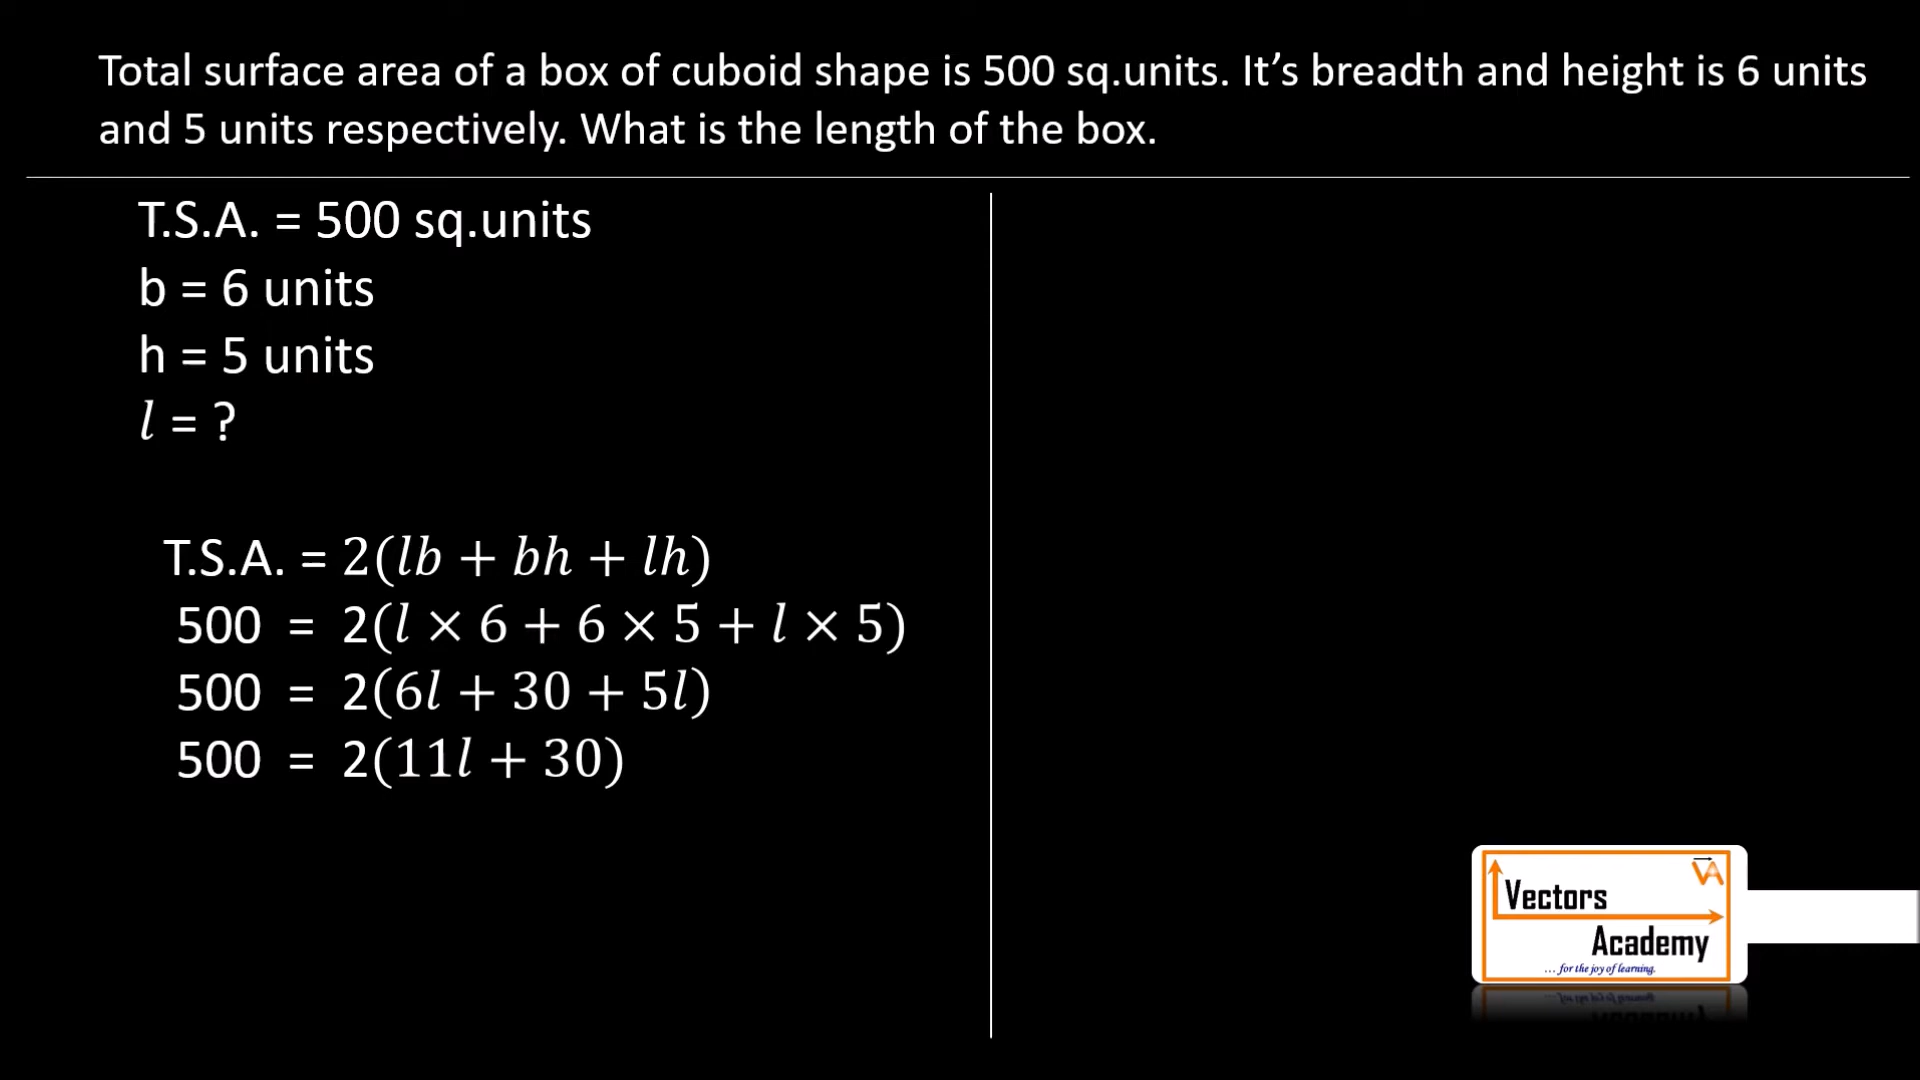 Total surface area of a box of cuboid shape is 500 sq.units. It’s breadth and height is 6 units
and 5 units respectively. What is the length of the box.
T.S.A. = 500 sq.units
b = 6 units
h = 5 units
l = ?
T.S.A. = 2(lb + bh + lh)
500 = 2(l × 6 + 6 × 5 + l × 5)
500 = 2(6l + 30 + 5l)
500 = 2(11l + 30)
VA
Vectors
Academy
... for the joy of learning.